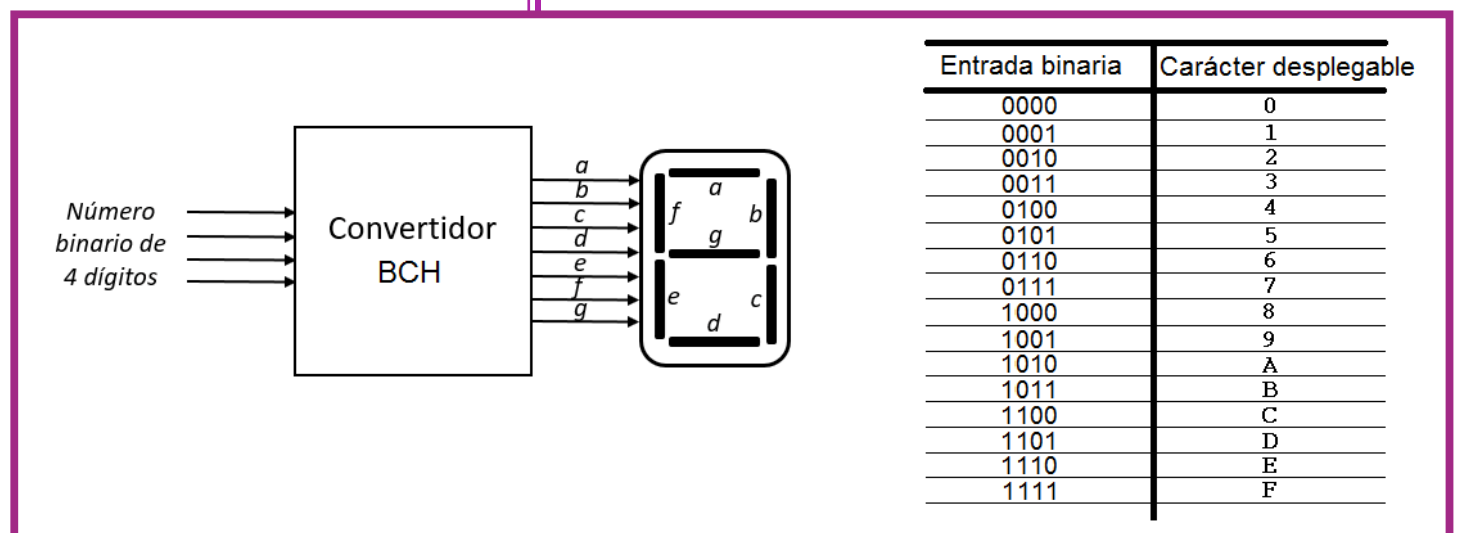 Número
binario de
4 dígitos
Convertidor
BCH
a
b
c
d
e
f
g
a
f
b
g
e
c
d
Entrada binaria Carácter desplegable
0000 0
0001 1
0010 2
0011 3
0100 4
0101 5
0110 6
0111 7
1000 8
1001 9
1010 A
1011 B
1100 C
1101 D
1110 E
1111 F